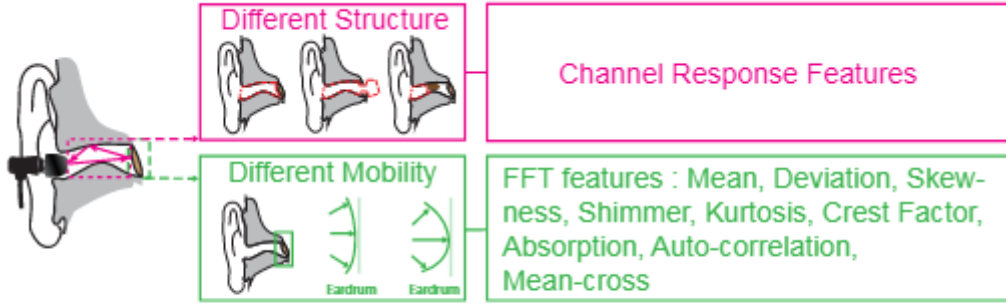 Different Structure
Channel Response Features
Different Mobility
Eardrum
Eardrum
FFT features : Mean, Deviation, Skew-
ness, Shimmer, Kurtosis, Crest Factor,
Absorption, Auto-correlation,
Mean-cross